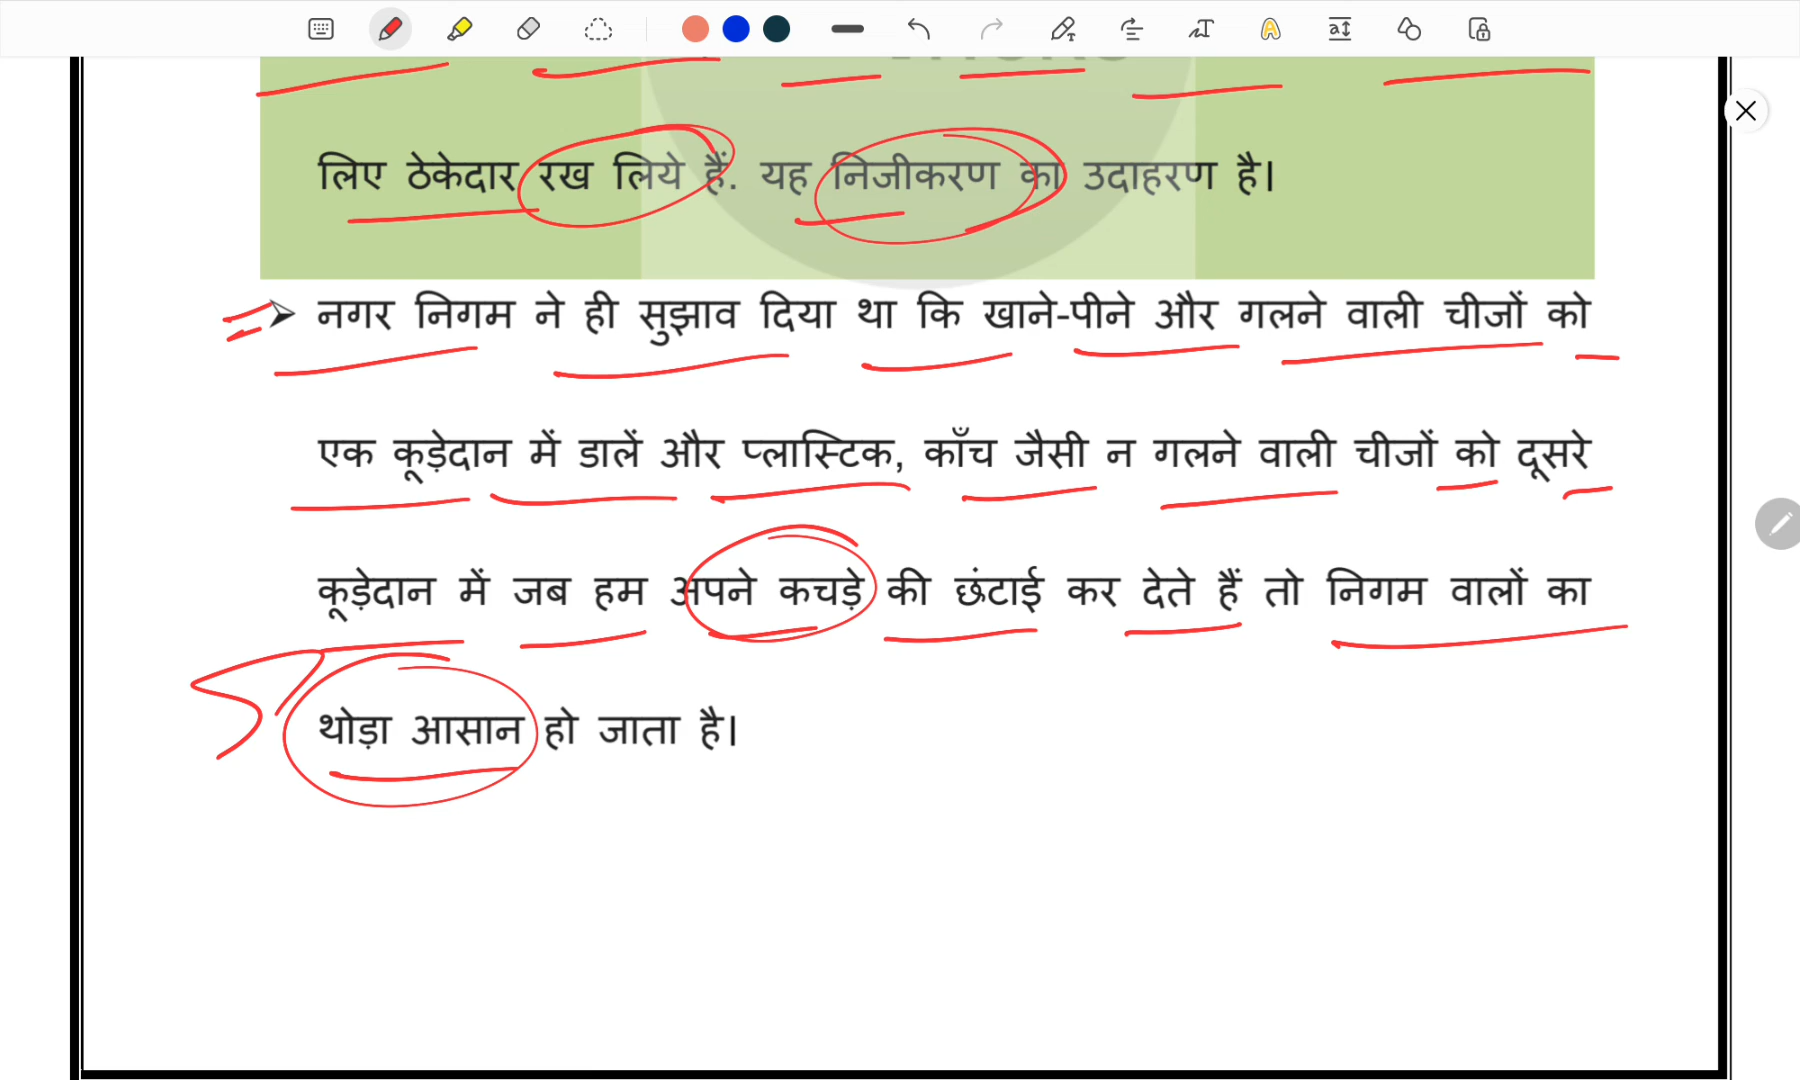 लिए ठेकेदार रख लिये हैं. यह निजीकरण का उदाहरण है।
➢ नगर निगम ने ही सुझाव दिया था कि खाने-पीने और गलने वाली चीजों को
एक कूड़ेदान में डालें और प्लास्टिक, काँच जैसी न गलने वाली चीजों को दूसरे
कूड़ेदान में जब हम अपने कचड़े की छंटाई कर देते हैं तो निगम वालों का
थोड़ा आसान हो जाता है।